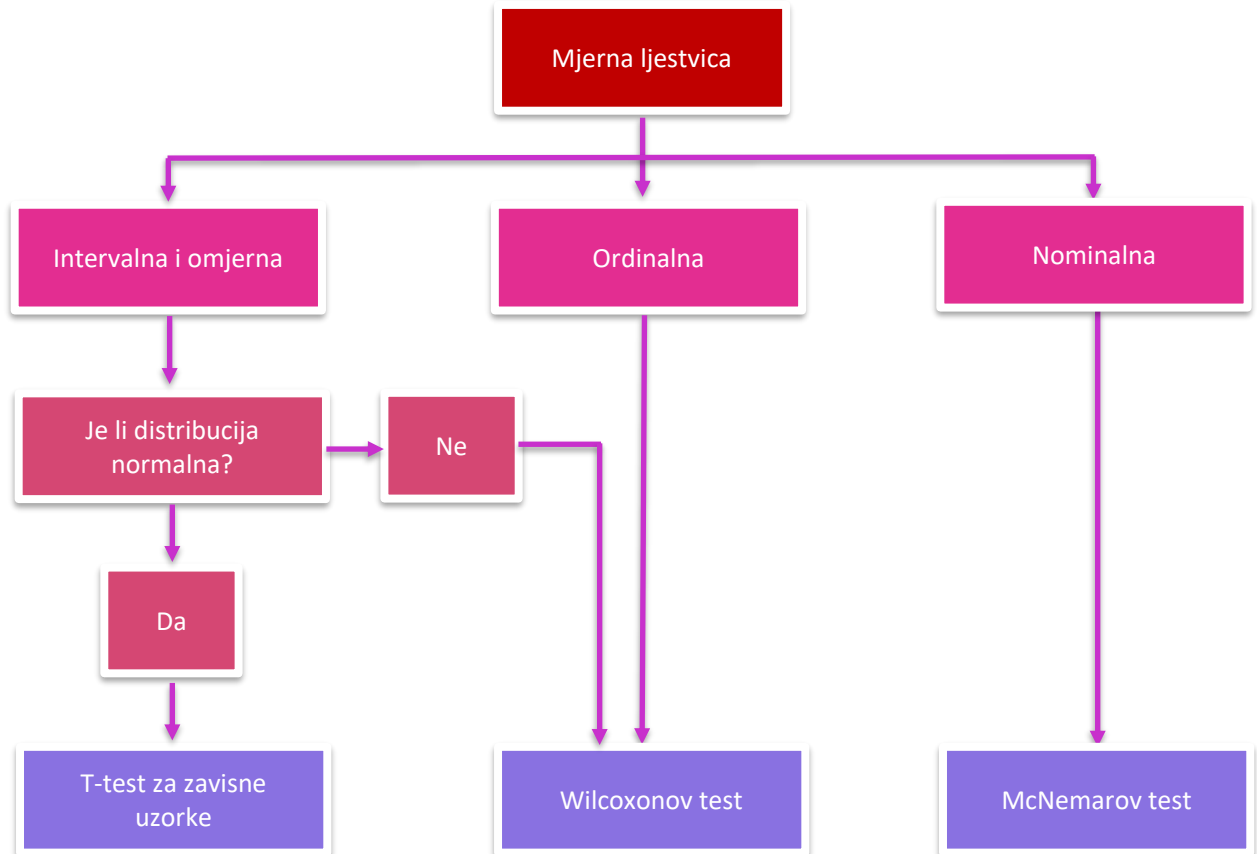 Mjerna ljestvica
Intervalna i omjerna
Ordinalna
Nominalna
Je li distribucija
normalna?
Ne
Da
T-test za zavisne
uzorke
Wilcoxonov test
McNemarov test